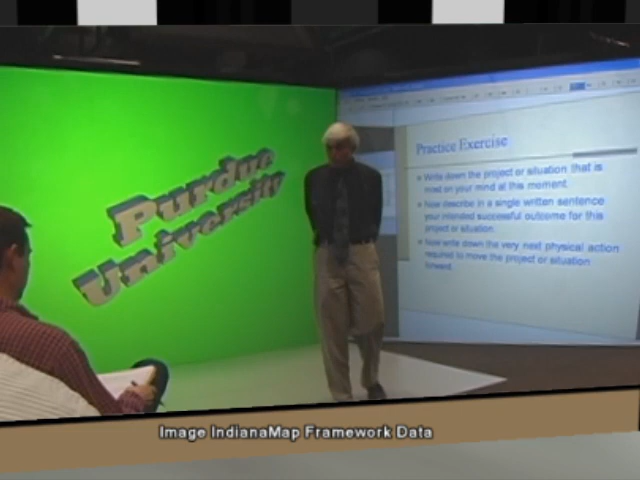 Purdue
University
Practice Exercise
Write down the project or situation that is
most on your mind at this moment.
Now describe in a single written sentence
your intended successful outcome for this
project or situation.
Now write down the very next physical action
required to move the project or situation
forward.
Image IndianaMap Framework Data